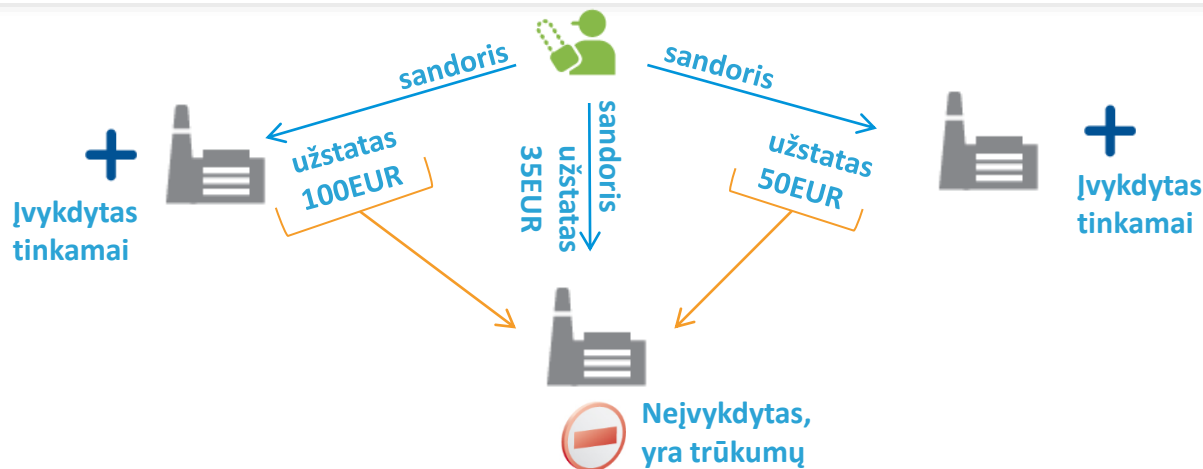 sandoris
užstatas
100EUR
Įvykdytas
tinkamai
sandoris
užstatas
35EUR
sandoris
užstatas
50EUR
Įvykdytas
tinkamai
Neįvykdytas,
yra trūkumų